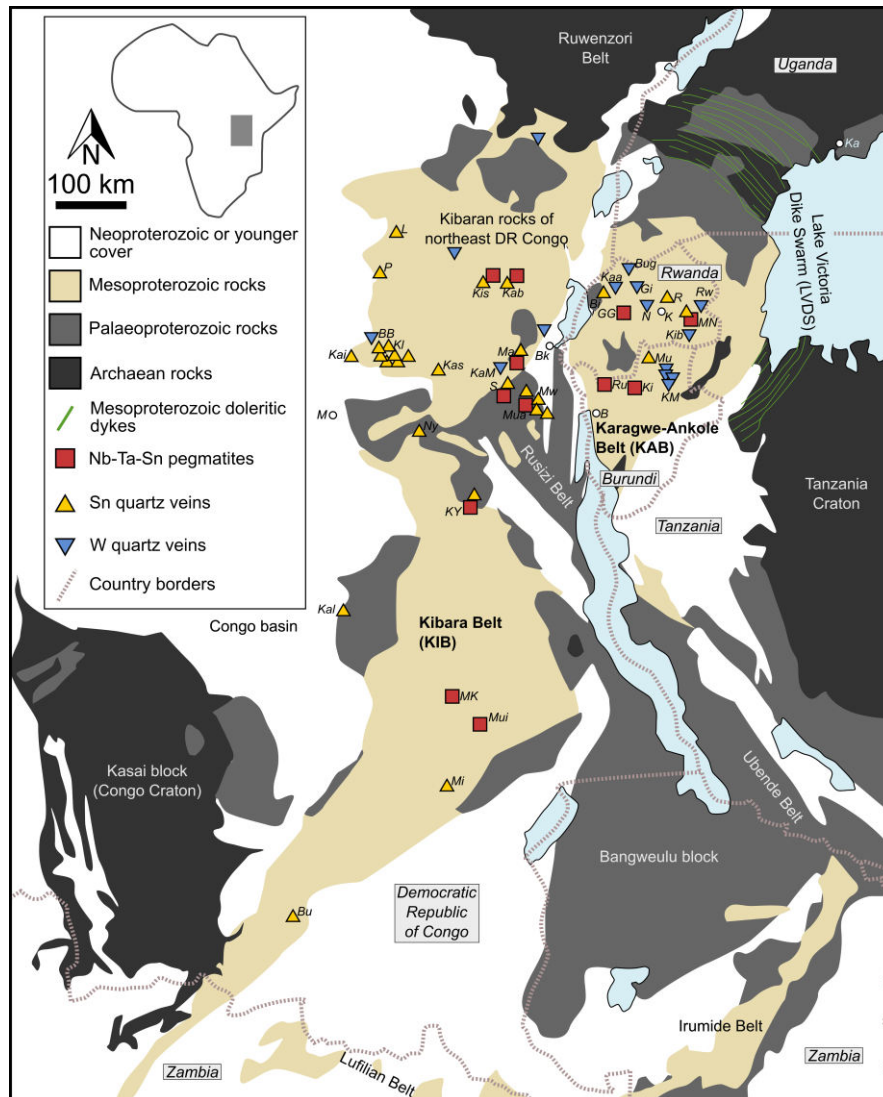 N
100 km
Neoproterozoic or younger
cover
Mesoproterozoic rocks
Palaeoproterozoic rocks
Archaean rocks
Mesoproterozoic doleritic
dykes
Nb-Ta-Sn pegmatites
Sn quartz veins
W quartz veins
Country borders
Ruwenzori
Belt
Uganda
Ka
Lake Victoria
Dike Swarm (LVDS)
Kibaran rocks of
northeast DR Congo
L
P
Kis
Kab
Rwanda
Bug
Kaa
Gi
Bi
R
Rw
GG
N
K
MN
Kib
BB
Kl
Kai
Kas
Ma
KaM
Bk
S
Mw
Mua
Mu
Ru
Ki
KM
M
Ny
B
Karagwe-Ankole
Belt (KAB)
Rusizi Belt
Burundi
Tanzania
Tanzania
Craton
KY
Kal
Congo basin
Kibara Belt
(KIB)
MK
Mui
Mi
Kasai block
(Congo Craton)
Ubende Belt
Bangweulu block
Bu
Democratic
Republic
of Congo
Irumide Belt
Zambia
Lufilian Belt
Zambia